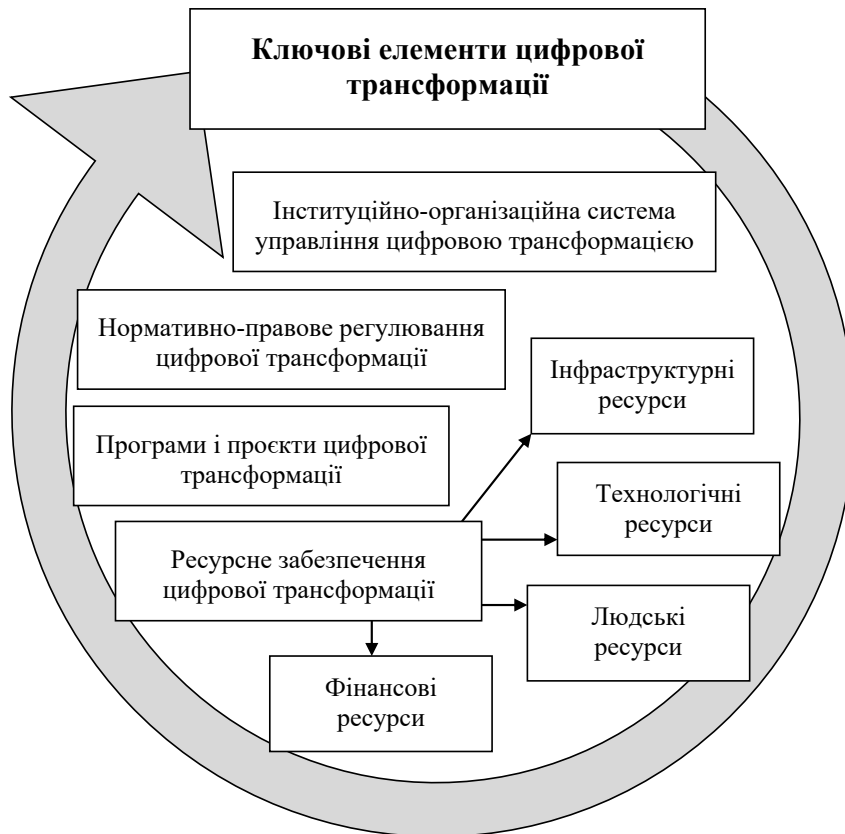 Ключові елементи цифрової
трансформації
Інституційно-організаційна система
управління цифровою трансформацією
Нормативно-правове регулювання
цифрової трансформації
Інфраструктурні
ресурси
Програми і проєкти цифрової
трансформації
Технологічні
ресурси
Ресурсне забезпечення
цифрової трансформації
Людські
ресурси
Фінансові
ресурси